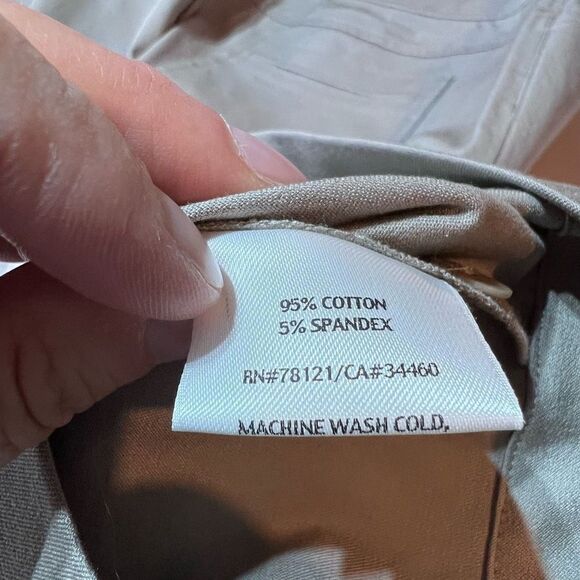 95% COTTON
5% SPANDEX
RN#78121/CA#34460
MACHINE WASH COLD,